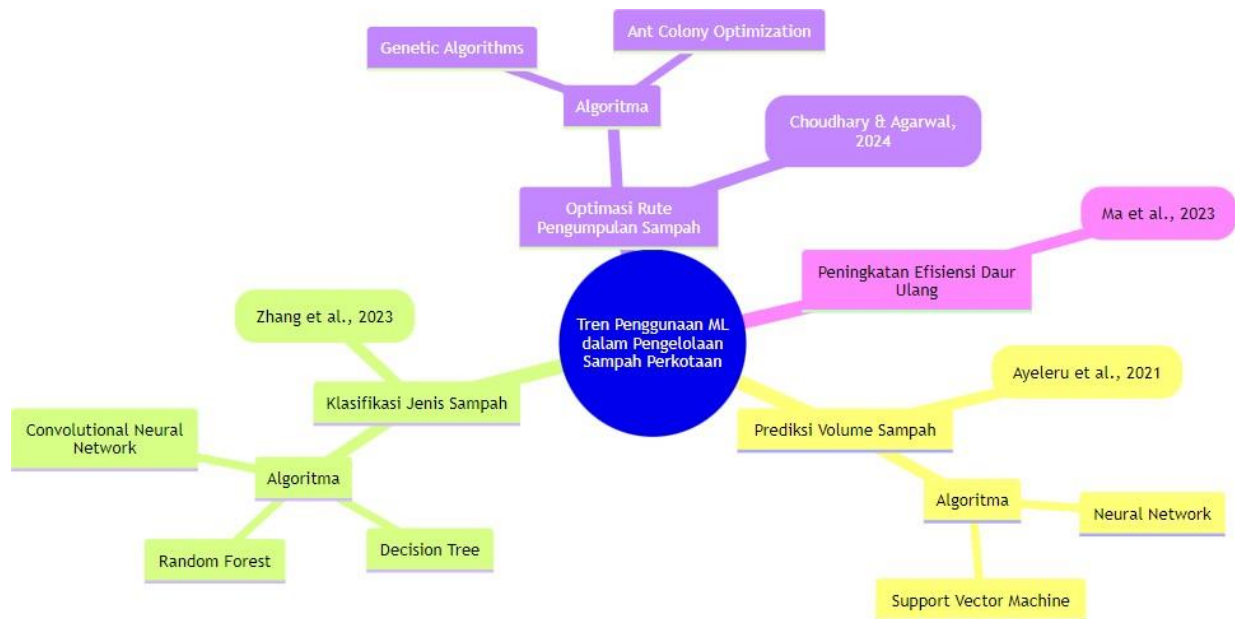 Genetic Algorithms
Ant Colony Optimization
Algoritma
Choudhary & Agarwal,
2024
Optimasi Rute
Pengumpulan Sampah
Ma et al., 2023
Peningkatan Efisiensi Daur
Ulang
Tren Penggunaan ML
dalam Pengelolaan
Sampah Perkotaan
Zhang et al., 2023
Klasifikasi Jenis Sampah
Convolutional Neural
Network
Algoritma
Random Forest
Decision Tree
Ayeleru et al., 2021
Prediksi Volume Sampah
Algoritma
Neural Network
Support Vector Machine